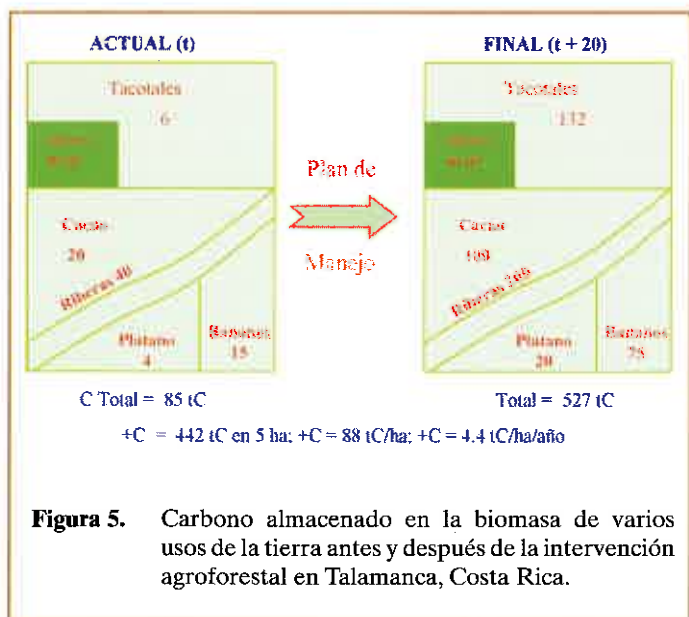 ACTUAL (t)
FINAL (t + 20)
Tacotales
6
Cacao
20
Riberas 40
Platano
4
Bananos
15
Plan de
Manejo
Tacotales
132
Cacao
100
Riberas
Platano
20
Bananos
75
C Total = 85 tC
Total = 527 tC
+C = 442 tC en 5 ha; +C = 88 tC/ha; +C = 4.4 tC/ha/año
Figura 5. Carbono almacenado en la biomasa de varios
usos de la tierra antes y después de la intervención
agroforestal en Talamanca, Costa Rica.